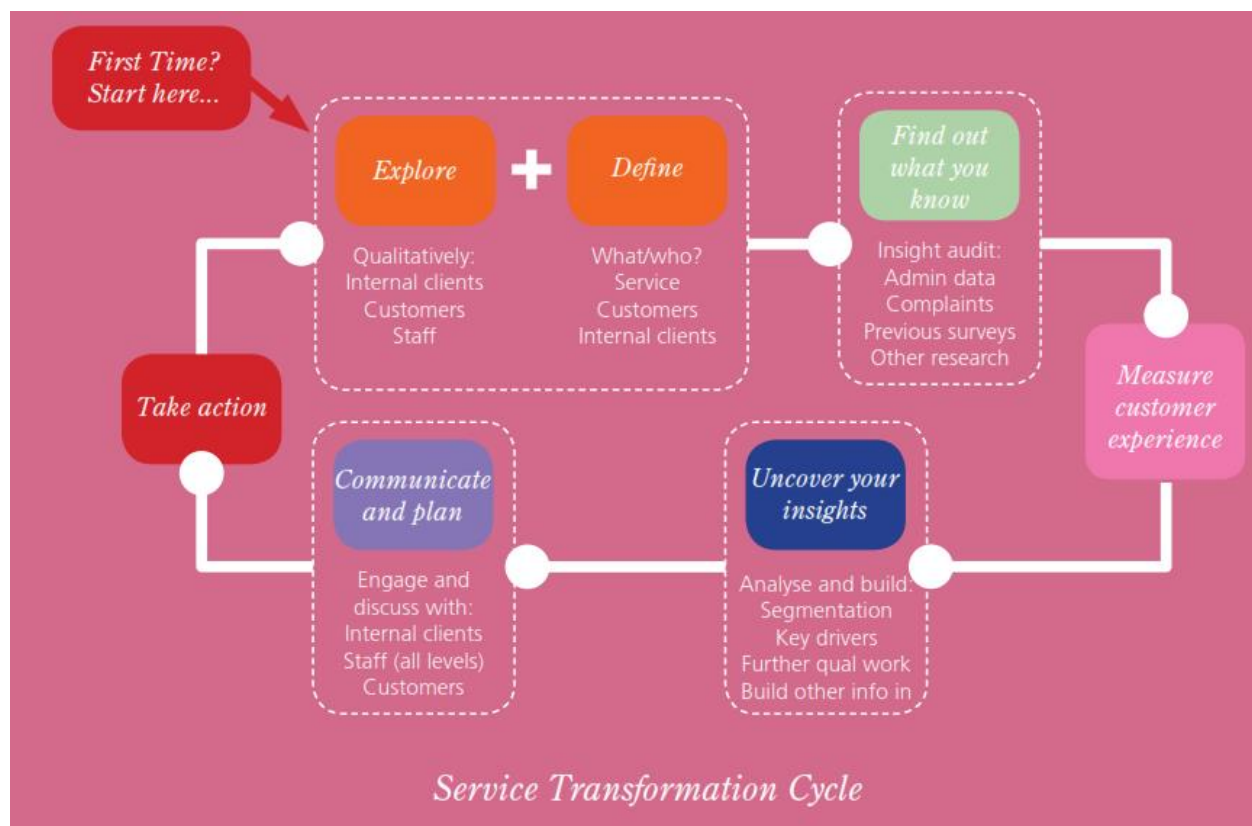 First Time?
Start here...
Explore
Define
Qualitatively:
Internal clients
Customers
Staff
What/who?
Service
Customers
Internal clients
Find out
what you
know
Insight audit:
Admin data
Complaints
Previous surveys
Other research
Measure
customer
experience
Uncover your
insights
Analyse and build:
Segmentation
Key drivers
Further qual work
Build other info in
Communicate
and plan
Engage and
discuss with:
Internal clients
Staff (all levels)
Customers
Take action
Service Transformation Cycle